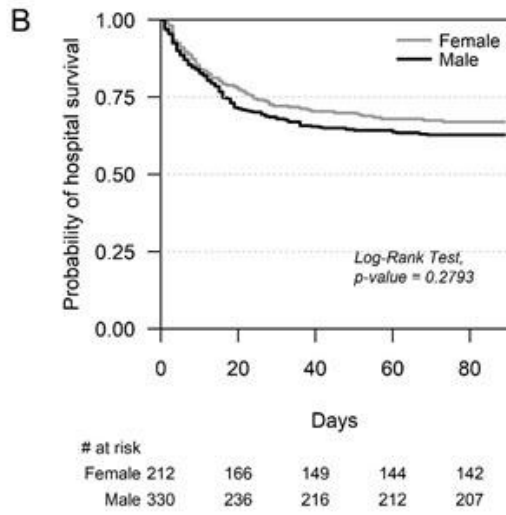 B
Probability of hospital survival
1.00
0.75
0.50
0.25
0.00
Female
Male
Log-Rank Test,
p-value = 0.2793
0 20 40 60 80
Days
# at risk
Female 212 166 149 144 142
Male 330 236 216 212 207